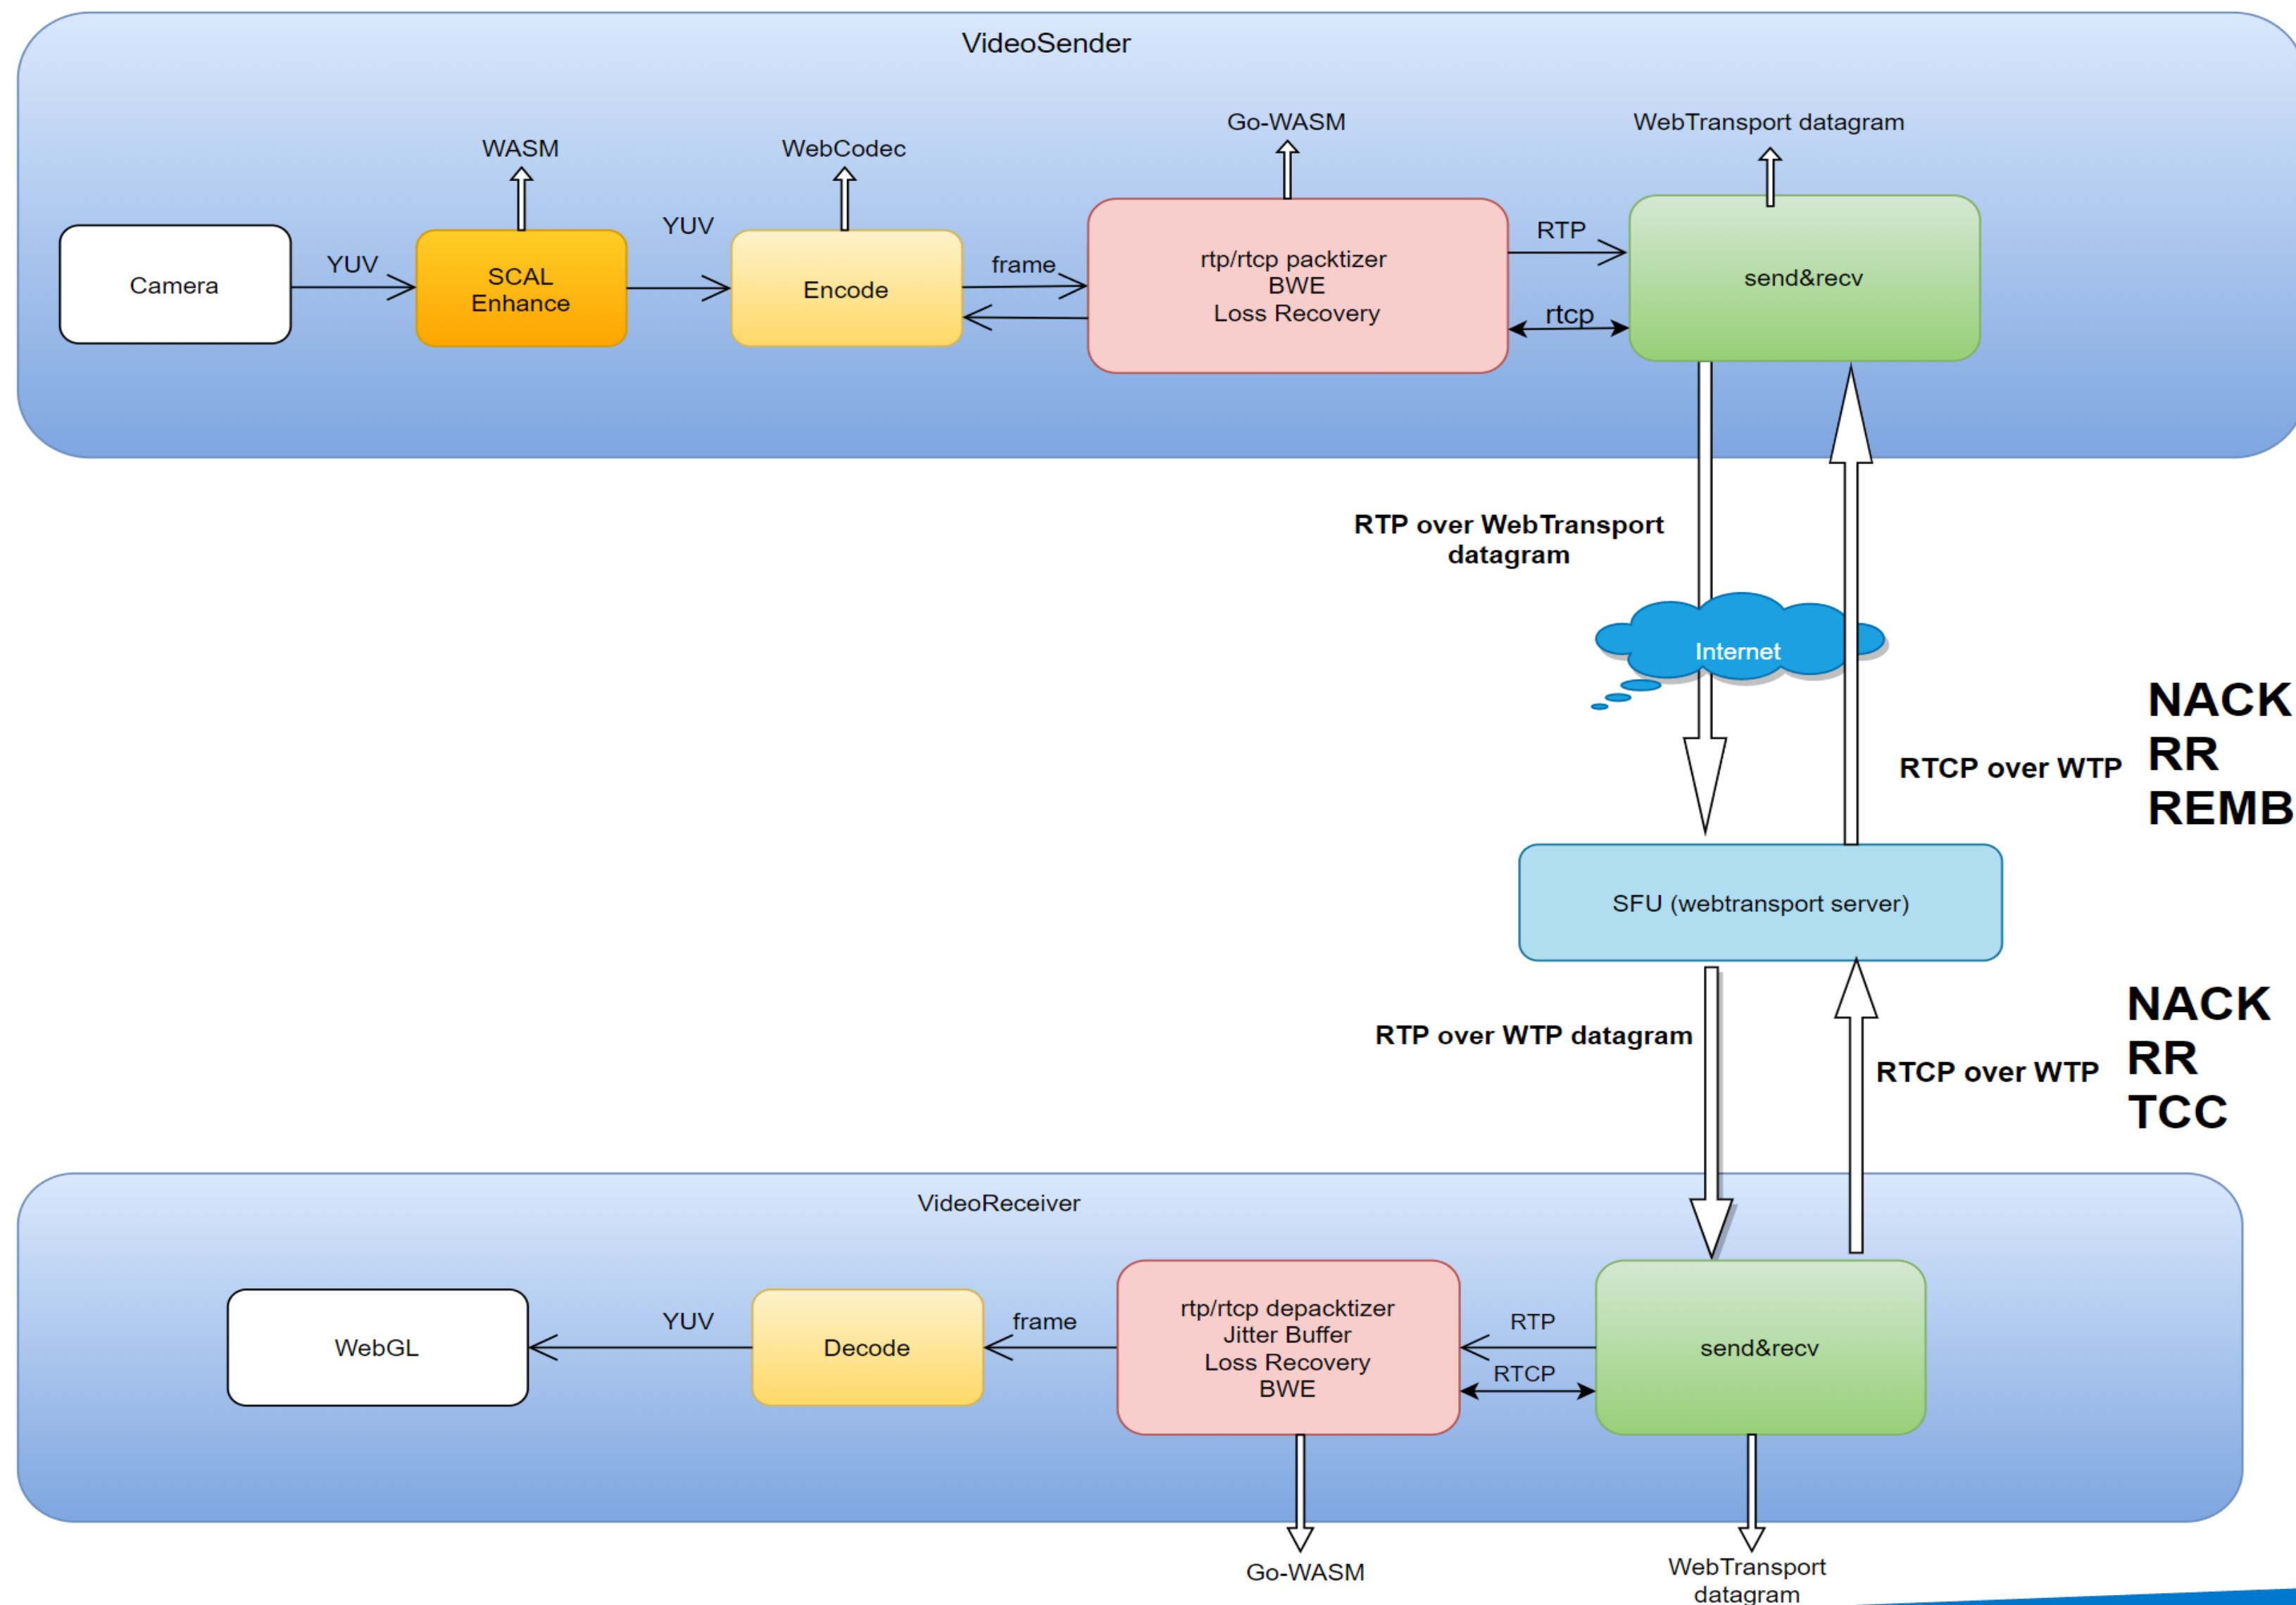 VideoSender
Go-WASM
WebTransport datagram
WASM
WebCodec
YUV
RTP
Camera
YUV
SCAL
Enhance
Encode
frame
rtp/rtcp packtizer
BWE
Loss Recovery
send&recv
rtcp
RTP over WebTransport
datagram
Internet
RTCP over WTP
NACK
RR
REMB
SFU (webtransport server)
RTP over WTP datagram
RTCP over WTP
NACK
RR
TCC
VideoReceiver
WebGL
YUV
Decode
frame
rtp/rtcp depacktizer
Jitter Buffer
Loss Recovery
BWE
RTP
RTCP
send&recv
Go-WASM
WebTransport
datagram